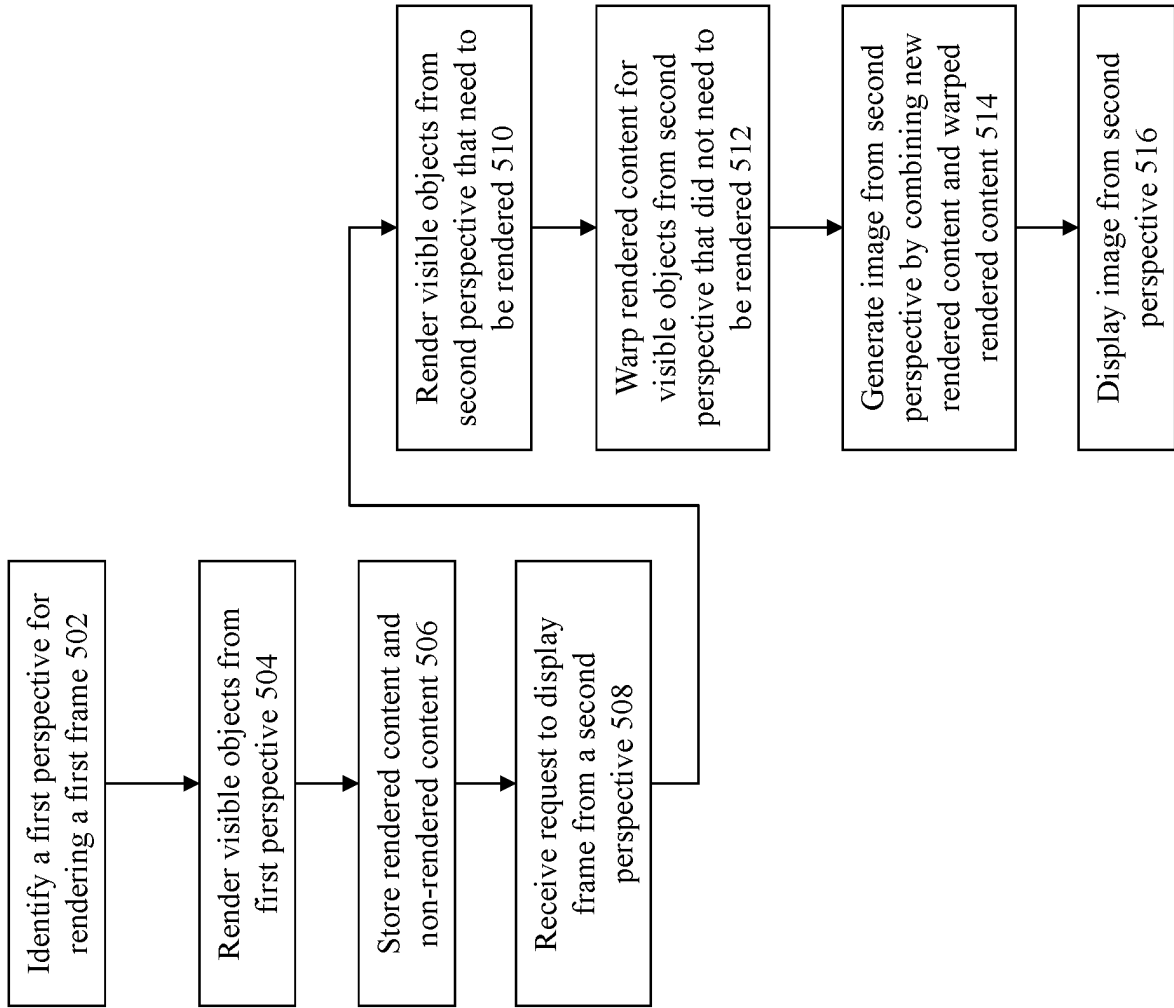 Identify a first perspective for
rendering a first frame 502
Render visible objects from
first perspective 504
Store rendered content and
non-rendered content 506
Receive request to display
frame from a second
perspective 508
Render visible objects from
second perspective that need to
be rendered 510
Warp rendered content for
visible objects from second
perspective that did not need to
be rendered 512
Generate image from second
perspective by combining new
rendered content and warped
rendered content 514
Display image from second
perspective 516